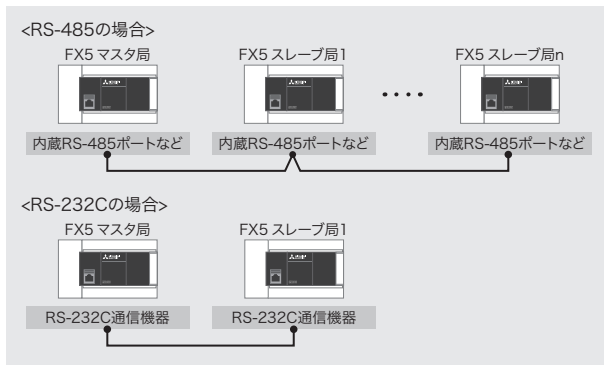 <RS-485の場合>
FX5 マスタ局 FX5 スレーブ局1 FX5 スレーブ局n
・・・・
内蔵RS-485ポートなど 内蔵RS-485ポートなど 内蔵RS-485ポートなど
<RS-232Cの場合>
FX5 マスタ局 FX5 スレーブ局1
RS-232C通信機器 RS-232C通信機器